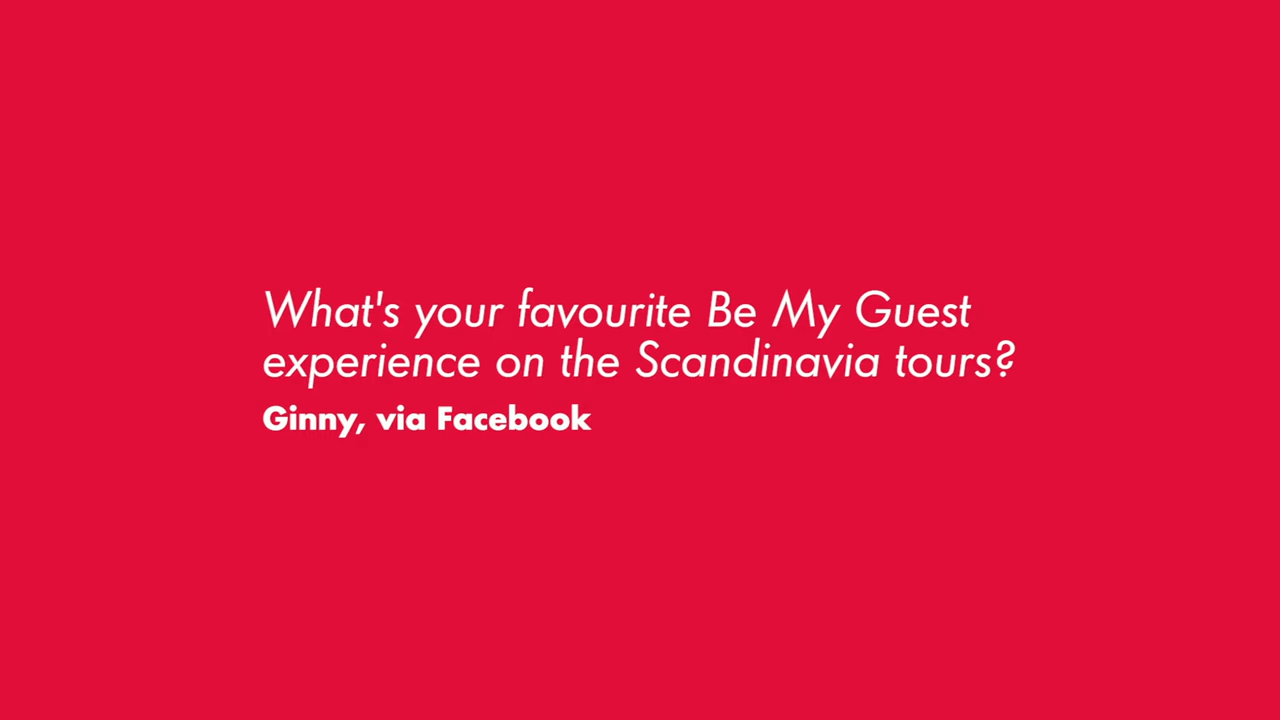 What's your favourite Be My Guest
experience on the Scandinavia tours?
Ginny, via Facebook